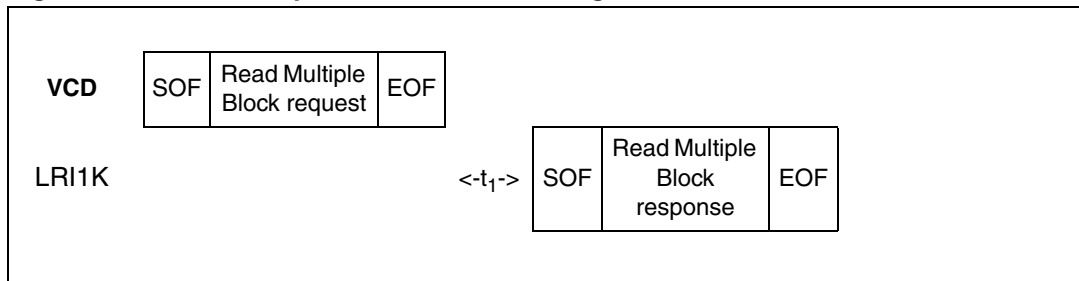 VCD
SOF
Read Multiple
Block request
EOF
LRI1K
<-t1->
SOF
Read Multiple
Block
response
EOF